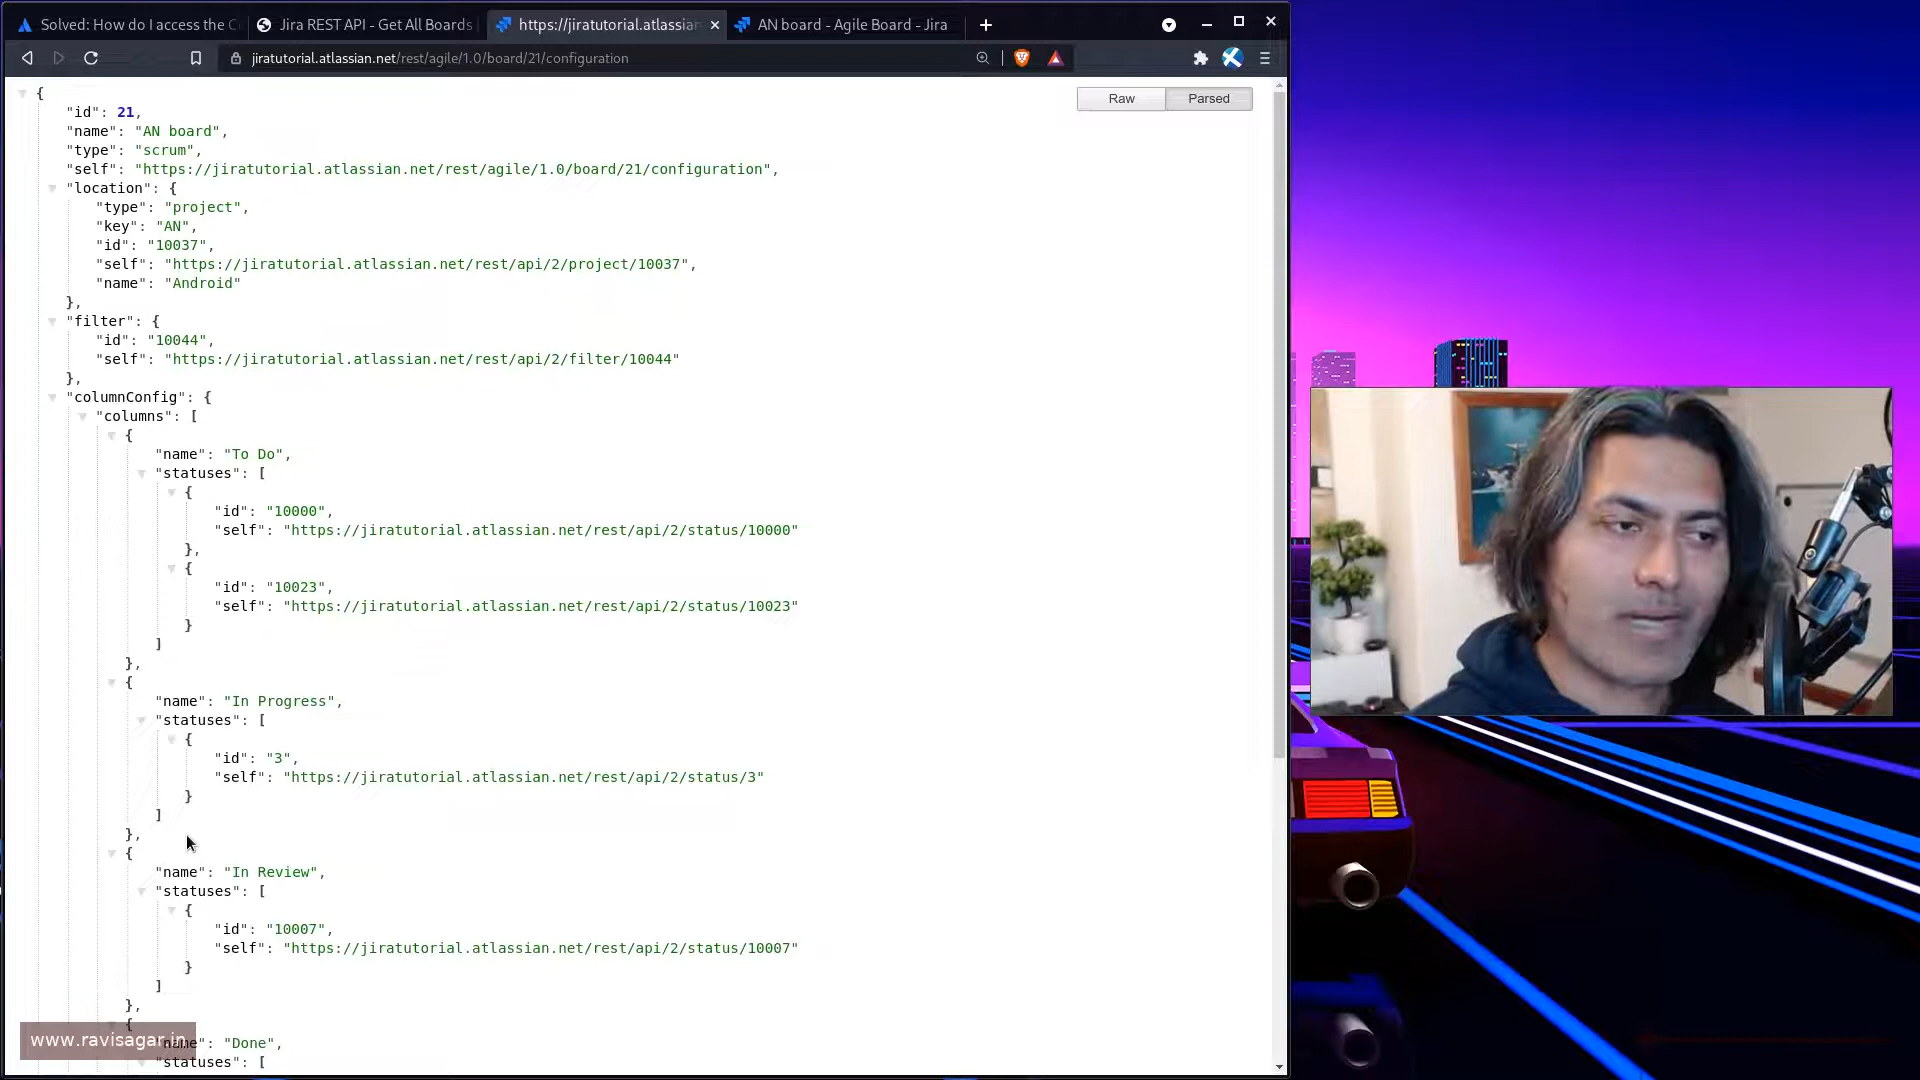 Solved: How do I access the C
Jira REST API - Get All Boards
https://jiratutorial.atlassian
AN board - Agile Board - Jira
jiratutorial.atlassian.net/rest/agile/1.0/board/21/configuration
Raw
Parsed
{
"id": 21,
"name": "AN board",
"type": "scrum",
"self": "https://jiratutorial.atlassian.net/rest/agile/1.0/board/21/configuration",
"location": {
"type": "project",
"key": "AN",
"id": "10037",
"self": "https://jiratutorial.atlassian.net/rest/api/2/project/10037",
"name": "Android"
},
"filter": {
"id": "10044",
"self": "https://jiratutorial.atlassian.net/rest/api/2/filter/10044"
},
"columnConfig": {
"columns": [
{
"name": "To Do",
"statuses": [
{
"id": "10000",
"self": "https://jiratutorial.atlassian.net/rest/api/2/status/10000"
},
{
"id": "10023",
"self": "https://jiratutorial.atlassian.net/rest/api/2/status/10023"
}
]
},
{
"name": "In Progress",
"statuses": [
{
"id": "3",
"self": "https://jiratutorial.atlassian.net/rest/api/2/status/3"
}
]
},
{
"name": "In Review",
"statuses": [
{
"id": "10007",
"self": "https://jiratutorial.atlassian.net/rest/api/2/status/10007"
}
]
},
{
www.ravisagar.in
"name": "Done",
"statuses": [